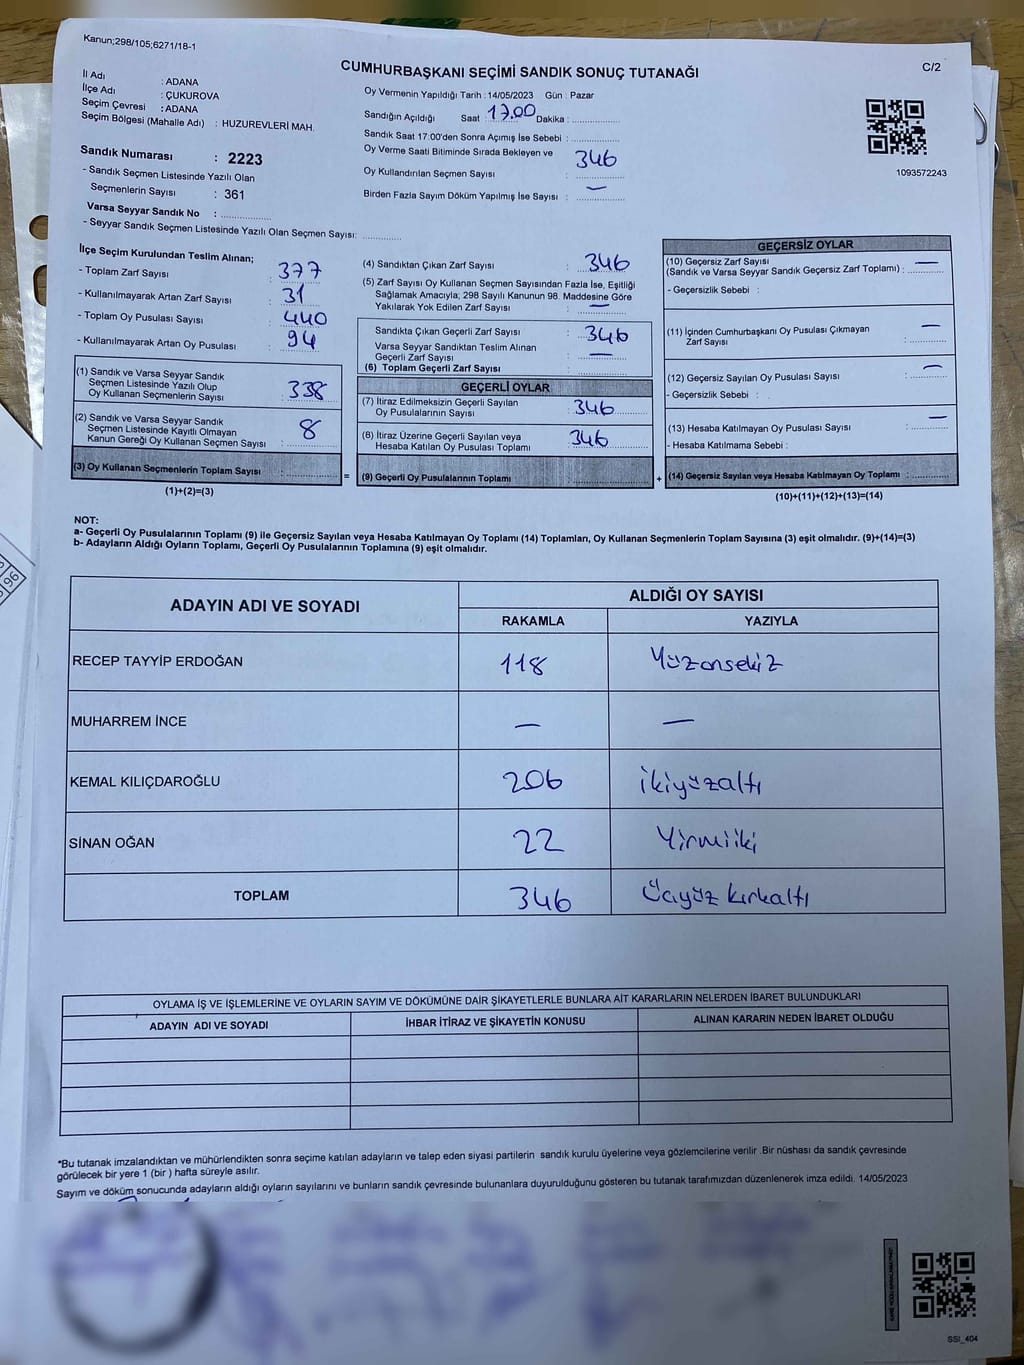 Kanun;298/105;6271/18-1
C/2
CUMHURBAŞKANI SEÇİMİ SANDIK SONUÇ TUTANAĞI
İl Adı : ADANA
İlçe Adı : ÇUKUROVA
Seçim Çevresi : ADANA
Seçim Bölgesi (Mahalle Adı) : HUZUREVLERİ MAH.
Sandık Numarası : 2223
- Sandık Seçmen Listesinde Yazılı Olan
Seçmenlerin Sayısı : 361
Varsa Seyyar Sandık No : ..............
- Seyyar Sandık Seçmen Listesinde Yazılı Olan Seçmen Sayısı: ............
Oy Vermenin Yapıldığı Tarih : 14/05/2023 Gün : Pazar
Sandığın Açıldığı Saat : 17.00 Dakika : ..............
Sandık Saat 17:00'den Sonra Açımış İse Sebebi : ..............
Oy Verme Saati Bitiminde Sırada Bekleyen ve
Oy Kullandırılan Seçmen Sayısı : 346
Birden Fazla Sayım Döküm Yapılmış İse Sayısı : —
1093572243
İlçe Seçim Kurulundan Teslim Alınan;
- Toplam Zarf Sayısı : 377
- Kullanılmayarak Artan Zarf Sayısı : 31
- Toplam Oy Pusulası Sayısı : 440
- Kullanılmayarak Artan Oy Pusulası : 94
(1) Sandık ve Varsa Seyyar Sandık
Seçmen Listesinde Yazılı Olup
Oy Kullanan Seçmenlerin Sayısı : 338
(2) Sandık ve Varsa Seyyar Sandık
Seçmen Listesinde Kayıtlı Olmayan
Kanun Gereği Oy Kullanan Seçmen Sayısı : 8
(3) Oy Kullanan Seçmenlerin Toplam Sayısı : .............. =
(1)+(2)=(3)
(4) Sandıktan Çıkan Zarf Sayısı : 346
(5) Zarf Sayısı Oy Kullanan Seçmen Sayısından Fazla İse, Eşitliği
Sağlamak Amacıyla; 298 Sayılı Kanunun 98. Maddesine Göre
Yakılarak Yok Edilen Zarf Sayısı : —
Sandıkta Çıkan Geçerli Zarf Sayısı : 346
Varsa Seyyar Sandıktan Teslim Alınan
Geçerli Zarf Sayısı : —
(6) Toplam Geçerli Zarf Sayısı : ..............
GEÇERLİ OYLAR
(7) İtiraz Edilmeksizin Geçerli Sayılan
Oy Pusulalarının Sayısı : 346
(8) İtiraz Üzerine Geçerli Sayılan veya
Hesaba Katılan Oy Pusulası Toplamı : 346
(9) Geçerli Oy Pusulalarının Toplamı : .............. +
GEÇERSİZ OYLAR
(10) Geçersiz Zarf Sayısı —
(Sandık ve Varsa Seyyar Sandık Geçersiz Zarf Toplamı) : ..............
- Geçersizlik Sebebi :
(11) İçinden Cumhurbaşkanı Oy Pusulası Çıkmayan —
Zarf Sayısı : ..............
(12) Geçersiz Sayılan Oy Pusulası Sayısı : —
- Geçersizlik Sebebi :
(13) Hesaba Katılmayan Oy Pusulası Sayısı : —
- Hesaba Katılmama Sebebi :
(14) Geçersiz Sayılan veya Hesaba Katılmayan Oy Toplamı : ..............
(10)+(11)+(12)+(13)=(14)
NOT:
a- Geçerli Oy Pusulalarının Toplamı (9) ile Geçersiz Sayılan veya Hesaba Katılmayan Oy Toplamı (14) Toplamları, Oy Kullanan Seçmenlerin Toplam Sayısına (3) eşit olmalıdır. (9)+(14)=(3)
b- Adayların Aldığı Oyların Toplamı, Geçerli Oy Pusulalarının Toplamına (9) eşit olmalıdır.
ADAYIN ADI VE SOYADI
ALDIĞI OY SAYISI
RAKAMLA YAZIYLA
RECEP TAYYİP ERDOĞAN 118 Yüzonsekiz
MUHARREM İNCE — —
KEMAL KILIÇDAROĞLU 206 ikiyüzaltı
SİNAN OĞAN 22 Yirmiiki
TOPLAM 346 Üçyüz kırkaltı
OYLAMA İŞ VE İŞLEMLERİNE VE OYLARIN SAYIM VE DÖKÜMÜNE DAİR ŞİKAYETLERLE BUNLARA AİT KARARLARIN NELERDEN İBARET BULUNDUKLARI
ADAYIN ADI VE SOYADI İHBAR İTİRAZ VE ŞİKAYETİN KONUSU ALINAN KARARIN NEDEN İBARET OLDUĞU
*Bu tutanak imzalandıktan ve mühürlendikten sonra seçime katılan adayların ve talep eden siyasi partilerin sandık kurulu üyelerine veya gözlemcilerine verilir .Bir nüshası da sandık çevresinde
görülecek bir yere 1 (bir ) hafta süreyle asılır.
Sayım ve döküm sonucunda adayların aldığı oyların sayılarını ve bunların sandık çevresinde bulunanlara duyurulduğunu gösteren bu tutanak tarafımızdan düzenlenerek imza edildi. 14/05/2023
SSI_404